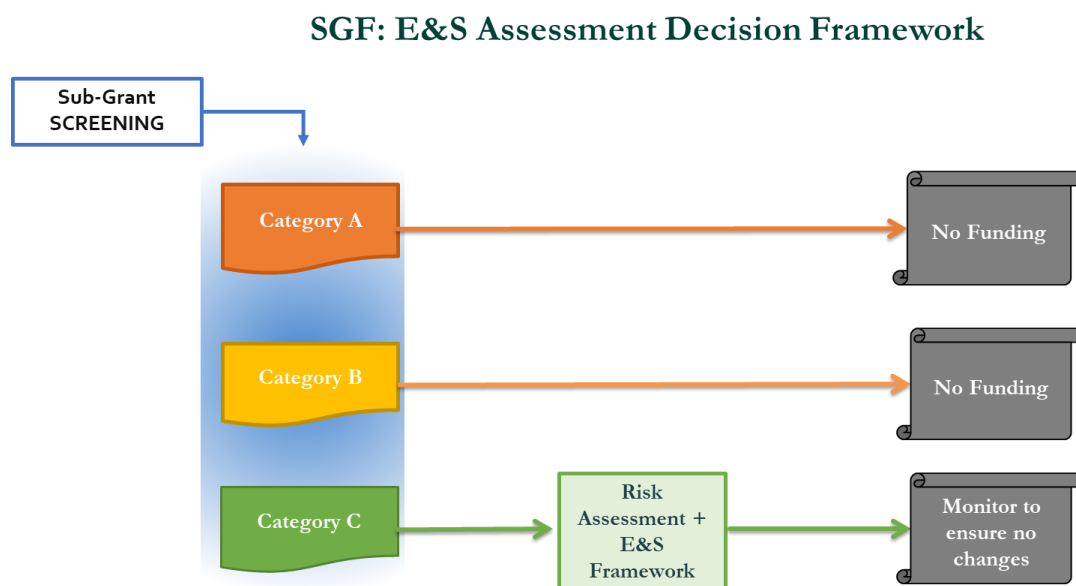 SGF: E&S Assessment Decision Framework
Sub-Grant
SCREENING
Category A
No Funding
Category B
No Funding
Category C
Risk
Assessment +
E&S
Framework
Monitor to
ensure no
changes